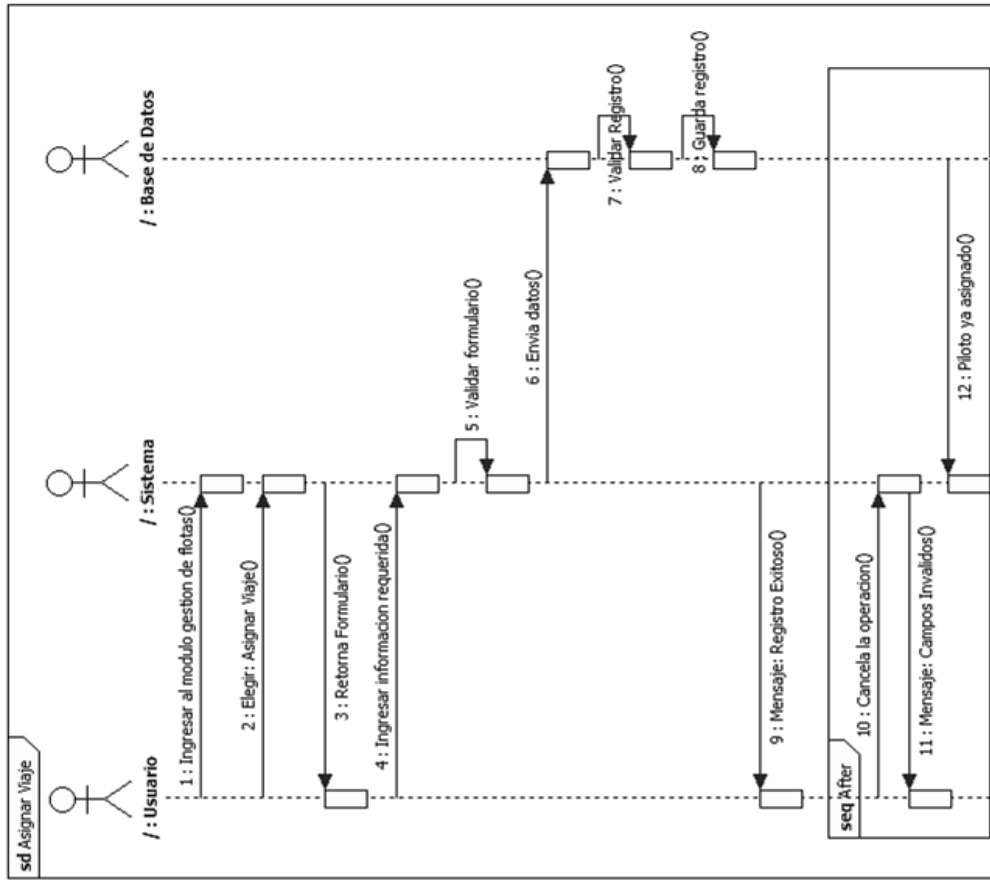 sd Asignar Viaje
/ : Usuario
/ : Sistema
/ : Base de Datos
1 : Ingresar al modulo gestion de flotas()
2 : Elegir: Asignar Viaje()
3 : Retorna Formulario()
4 : Ingresar informacion requerida()
5 : Validar formulario()
6 : Envia datos()
7 : Validar Registro()
8 : Guarda registro()
9 : Mensaje: Registro Exitoso()
seq After
10 : Cancela la operacion()
11 : Mensaje: Campos Invalidos()
12 : Piloto ya asignado()